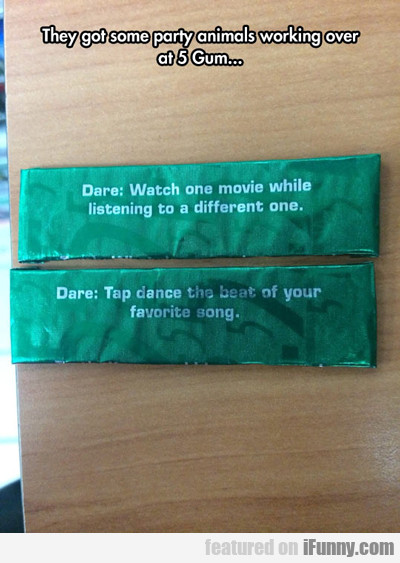 They got some party animals working over
at 5 Gum...
Dare: Watch one movie while
listening to a different one.
Dare: Tap dance the beat of your
favorite song.
featured on iFunny.com